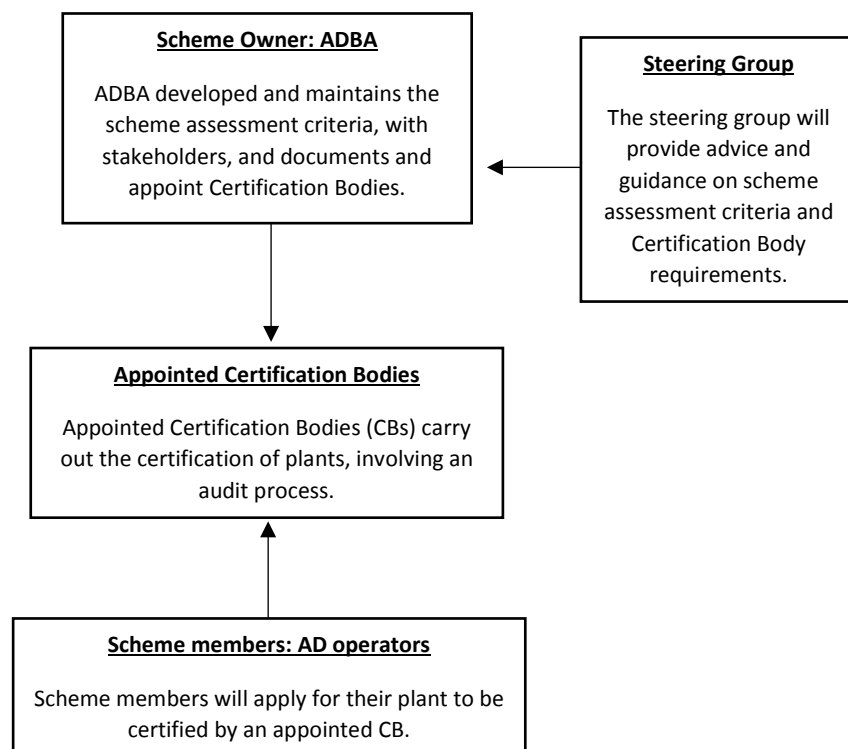 Scheme Owner: ADBA
ADBA developed and maintains the
scheme assessment criteria, with
stakeholders, and documents and
appoint Certification Bodies.
Steering Group
The steering group will
provide advice and
guidance on scheme
assessment criteria and
Certification Body
requirements.
Appointed Certification Bodies
Appointed Certification Bodies (CBs) carry
out the certification of plants, involving an
audit process.
Scheme members: AD operators
Scheme members will apply for their plant to be
certified by an appointed CB.